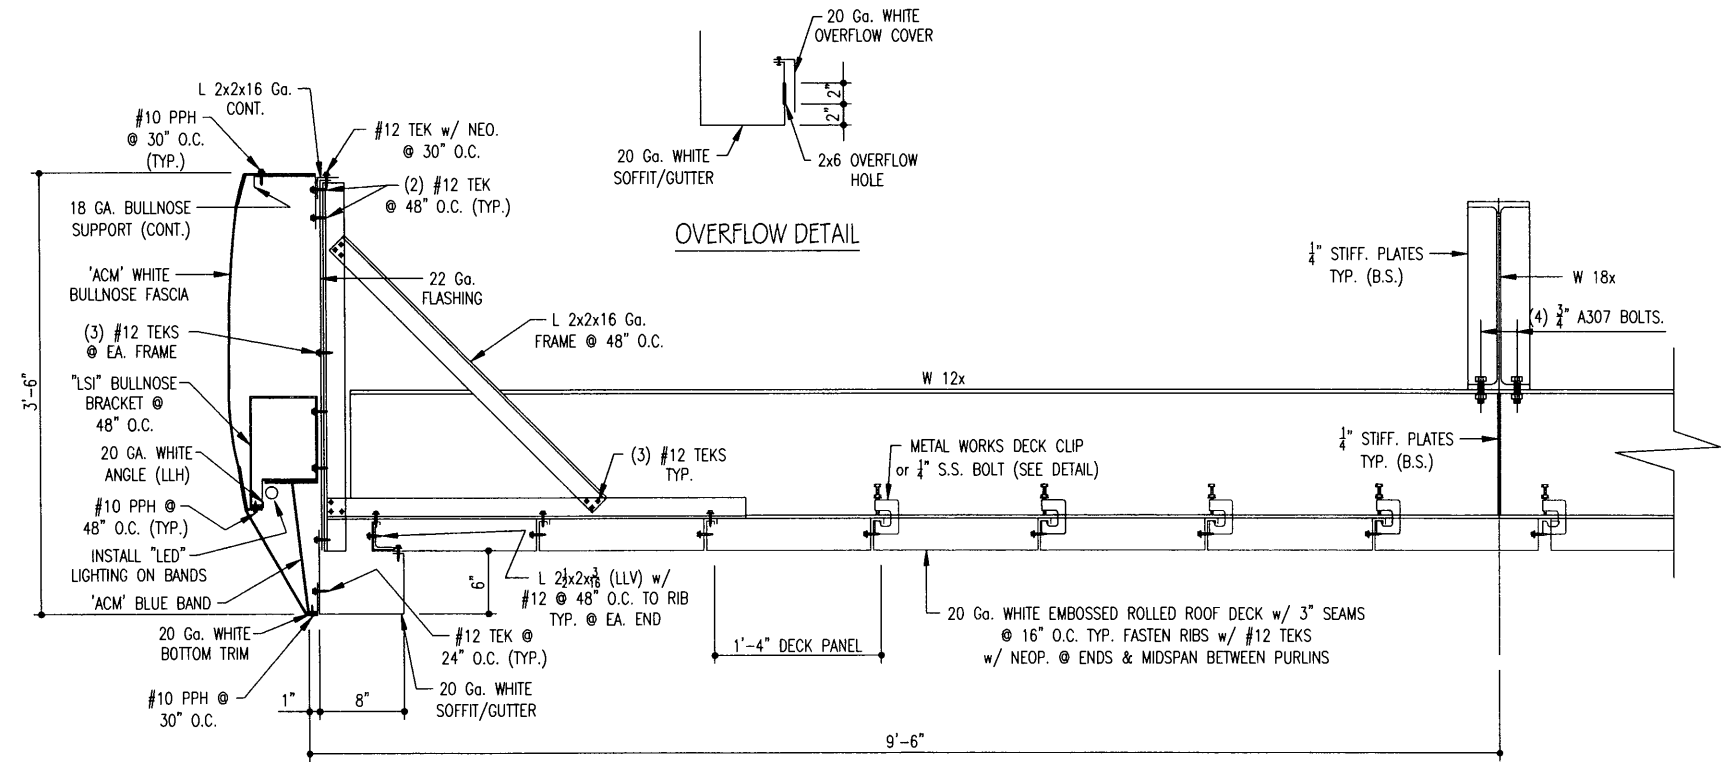 20 Ga. WHITE
OVERFLOW COVER
2"
2"
20 Ga. WHITE
SOFFIT/GUTTER
2x6 OVERFLOW
HOLE
OVERFLOW DETAIL
L 2x2x16 Ga.
CONT.
#10 PPH
@ 30" O.C.
(TYP.)
#12 TEK w/ NEO.
@ 30" O.C.
(2) #12 TEK
@ 48" O.C. (TYP.)
18 GA. BULLNOSE
SUPPORT (CONT.)
'ACM' WHITE
BULLNOSE FASCIA
22 Ga.
FLASHING
(3) #12 TEKS
@ EA. FRAME
L 2x2x16 Ga.
FRAME @ 48" O.C.
3'-6"
"LSI" BULLNOSE
BRACKET @
48" O.C.
20 GA. WHITE
ANGLE (LLH)
#10 PPH @
48" O.C. (TYP.)
INSTALL "LED"
LIGHTING ON BANDS
'ACM' BLUE BAND
20 Ga. WHITE
BOTTOM TRIM
#10 PPH @
30" O.C.
1"
8"
6"
#12 TEK @
24" O.C. (TYP.)
20 Ga. WHITE
SOFFIT/GUTTER
L 2½x2x3/16 (LLV) w/
#12 @ 48" O.C. TO RIB
TYP. @ EA. END
(3) #12 TEKS
TYP.
W 12x
METAL WORKS DECK CLIP
or ¼" S.S. BOLT (SEE DETAIL)
1'-4" DECK PANEL
20 Ga. WHITE EMBOSSED ROLLED ROOF DECK w/ 3" SEAMS
@ 16" O.C. TYP. FASTEN RIBS w/ #12 TEKS
w/ NEOP. @ ENDS & MIDSPAN BETWEEN PURLINS
¼" STIFF. PLATES
TYP. (B.S.)
W 18x
(4) ¾" A307 BOLTS.
¼" STIFF. PLATES
TYP. (B.S.)
9'-6"